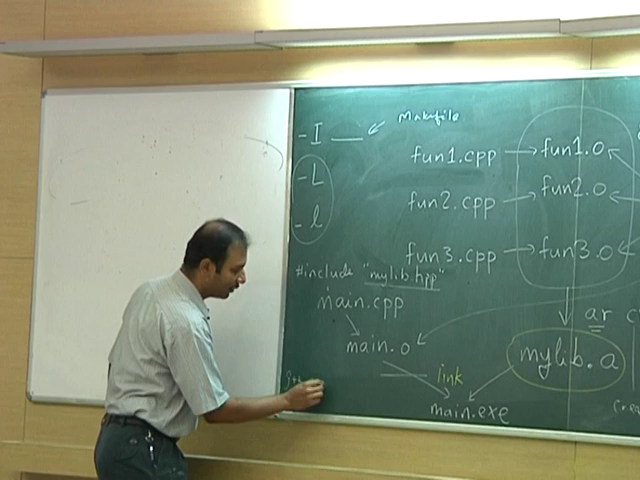 - I ___ Makefile
- L
- l
fun1.cpp → fun1.o
fun2.cpp → fun2.o
fun3.cpp → fun3.o
#include "mylib.hpp"
main.cpp
main.o
ar c
mylib.a
link
main.exe